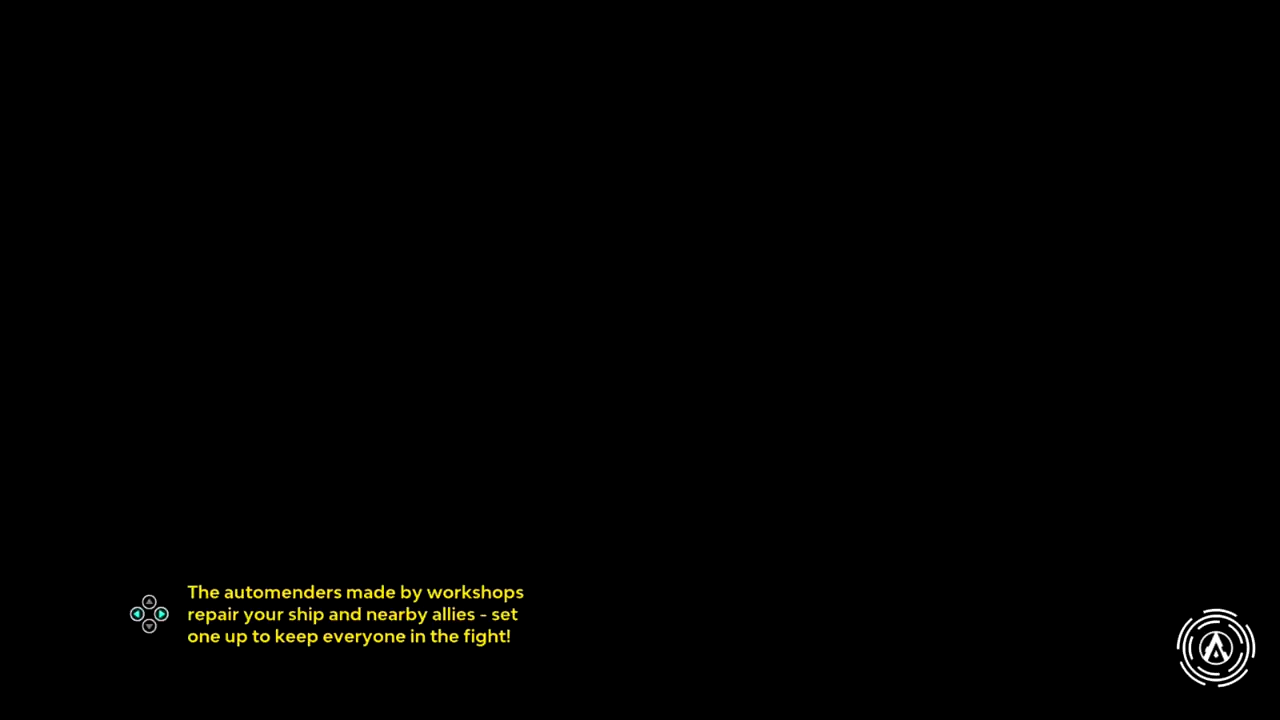 The automenders made by workshops
repair your ship and nearby allies - set
one up to keep everyone in the fight!